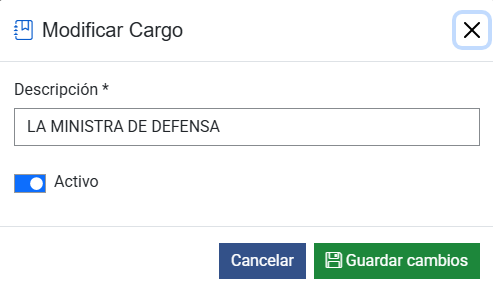 Modificar Cargo
Descripción *
LA MINISTRA DE DEFENSA
Activo
Cancelar
Guardar cambios